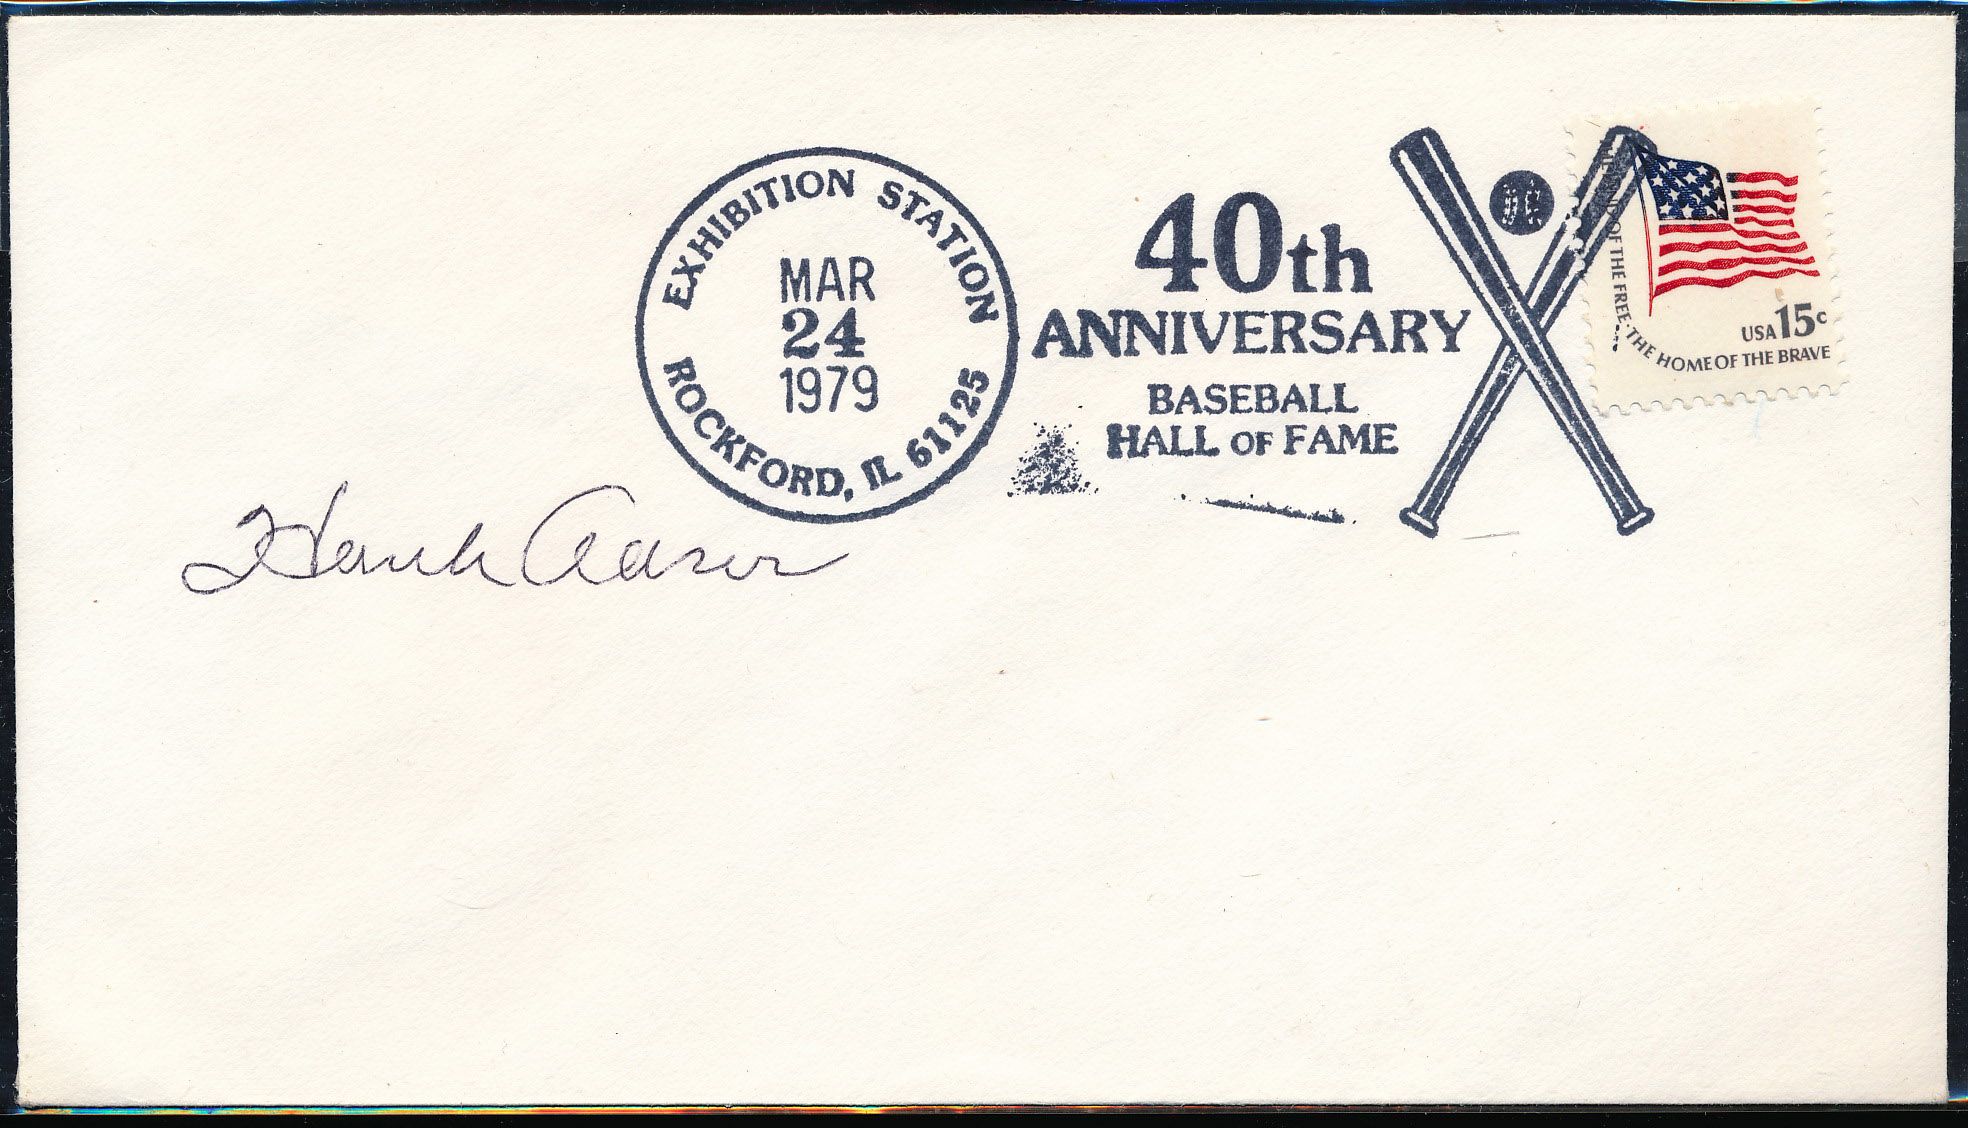 EXHIBITION STATION
MAR
24
1979
ROCKFORD, IL 61125
40th
ANNIVERSARY
BASEBALL
HALL OF FAME
OF THE FREE · THE HOME OF THE BRAVE
USA 15c
Hank Aaron